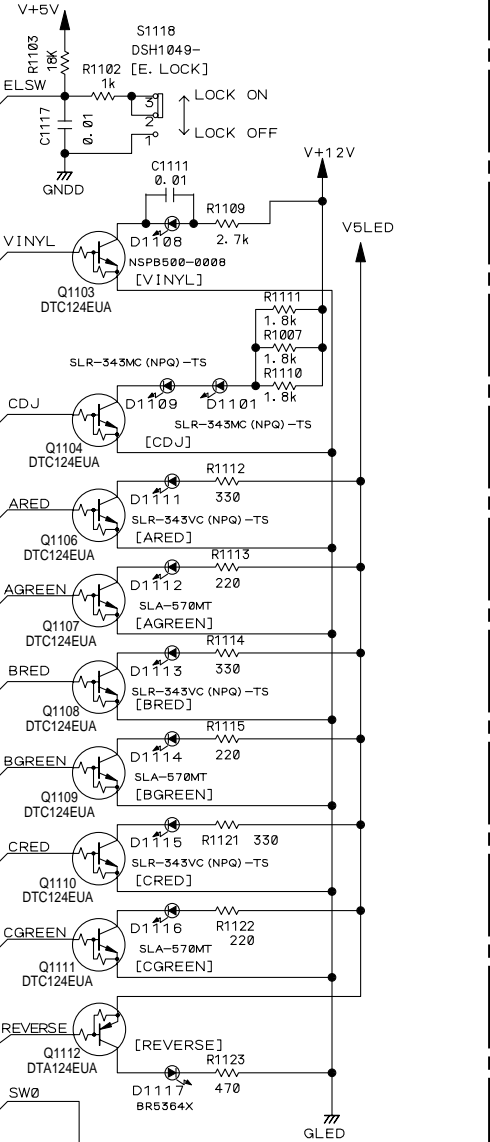 V+5V
S1118
DSH1049-
[E. LOCK]
R1103
18K
R1102
1k
ELSW
3
2
1
LOCK ON
LOCK OFF
C1117
0.01
GNDD
V+12V
C1111
0.01
R1109
2.7k
V5LED
VINYL
D1108
NSPB500-0008
[VINYL]
Q1103
DTC124EUA
R1111
1.8k
R1007
1.8k
R1110
1.8k
SLR-343MC(NPQ)-TS
D1109
D1101
SLR-343MC(NPQ)-TS
CDJ
[CDJ]
Q1104
DTC124EUA
R1112
330
D1111
ARED
SLR-343VC(NPQ)-TS
[ARED]
Q1106
DTC124EUA
R1113
220
D1112
AGREEN
SLA-570MT
[AGREEN]
Q1107
DTC124EUA
R1114
330
D1113
BRED
SLR-343VC(NPQ)-TS
[BRED]
Q1108
DTC124EUA
R1115
220
D1114
BGREEN
SLA-570MT
[BGREEN]
Q1109
DTC124EUA
D1115
R1121 330
CRED
SLR-343VC(NPQ)-TS
[CRED]
Q1110
DTC124EUA
R1122
220
D1116
CGREEN
SLA-570MT
[CGREEN]
Q1111
DTC124EUA
REVERSE
[REVERSE]
Q1112
DTA124EUA
R1123
470
D1117
BR5364X
SW0
GLED